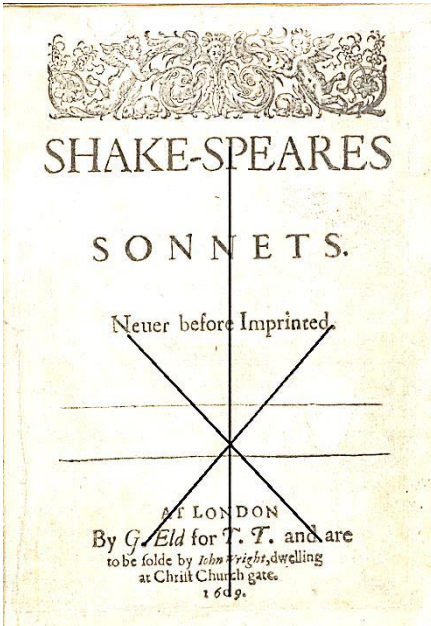 SHAKE-SPEARES
SONNETS.
Neuer before Imprinted.
AT LONDON
By G. Eld for T. T. and are
to be solde by Iohn Wright, dwelling
at Christ Church gate.
1609.